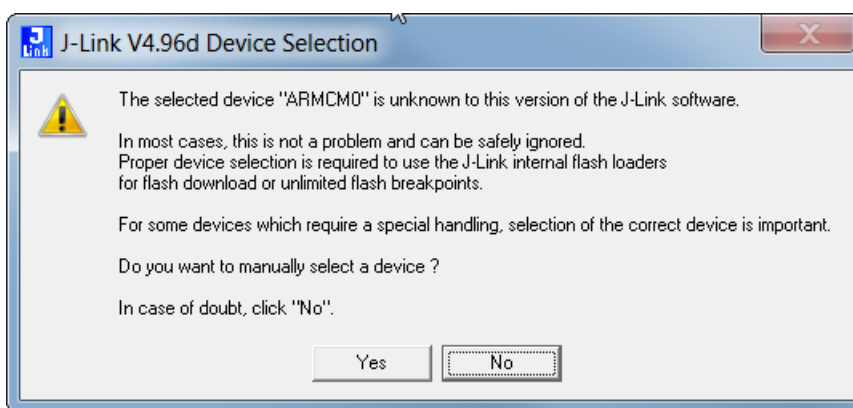 J-Link V4.96d Device Selection
The selected device "ARMCM0" is unknown to this version of the J-Link software.
In most cases, this is not a problem and can be safely ignored.
Proper device selection is required to use the J-Link internal flash loaders
for flash download or unlimited flash breakpoints.
For some devices which require a special handling, selection of the correct device is important.
Do you want to manually select a device ?
In case of doubt, click "No".
Yes
No